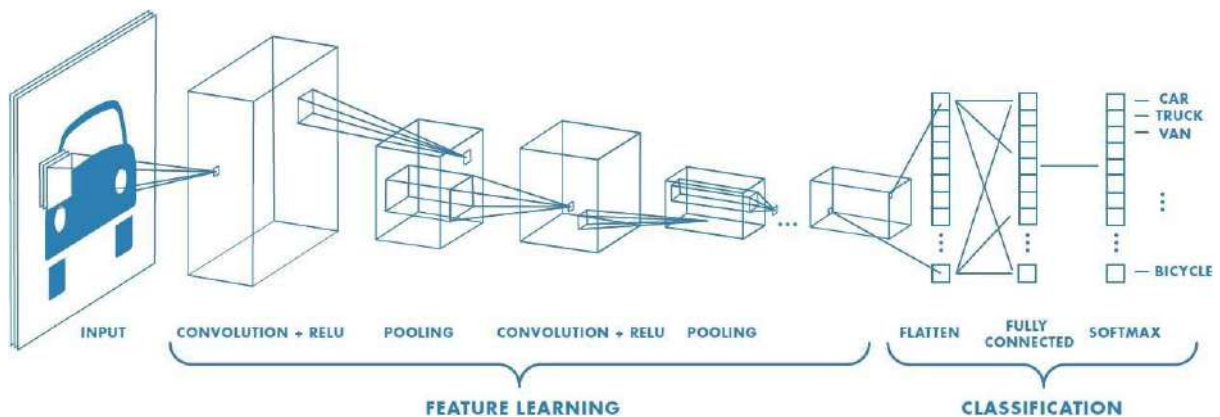 CAR
TRUCK
VAN
BICYCLE
INPUT
CONVOLUTION + RELU
POOLING
CONVOLUTION + RELU
POOLING
FLATTEN
FULLY
CONNECTED
SOFTMAX
FEATURE LEARNING
CLASSIFICATION